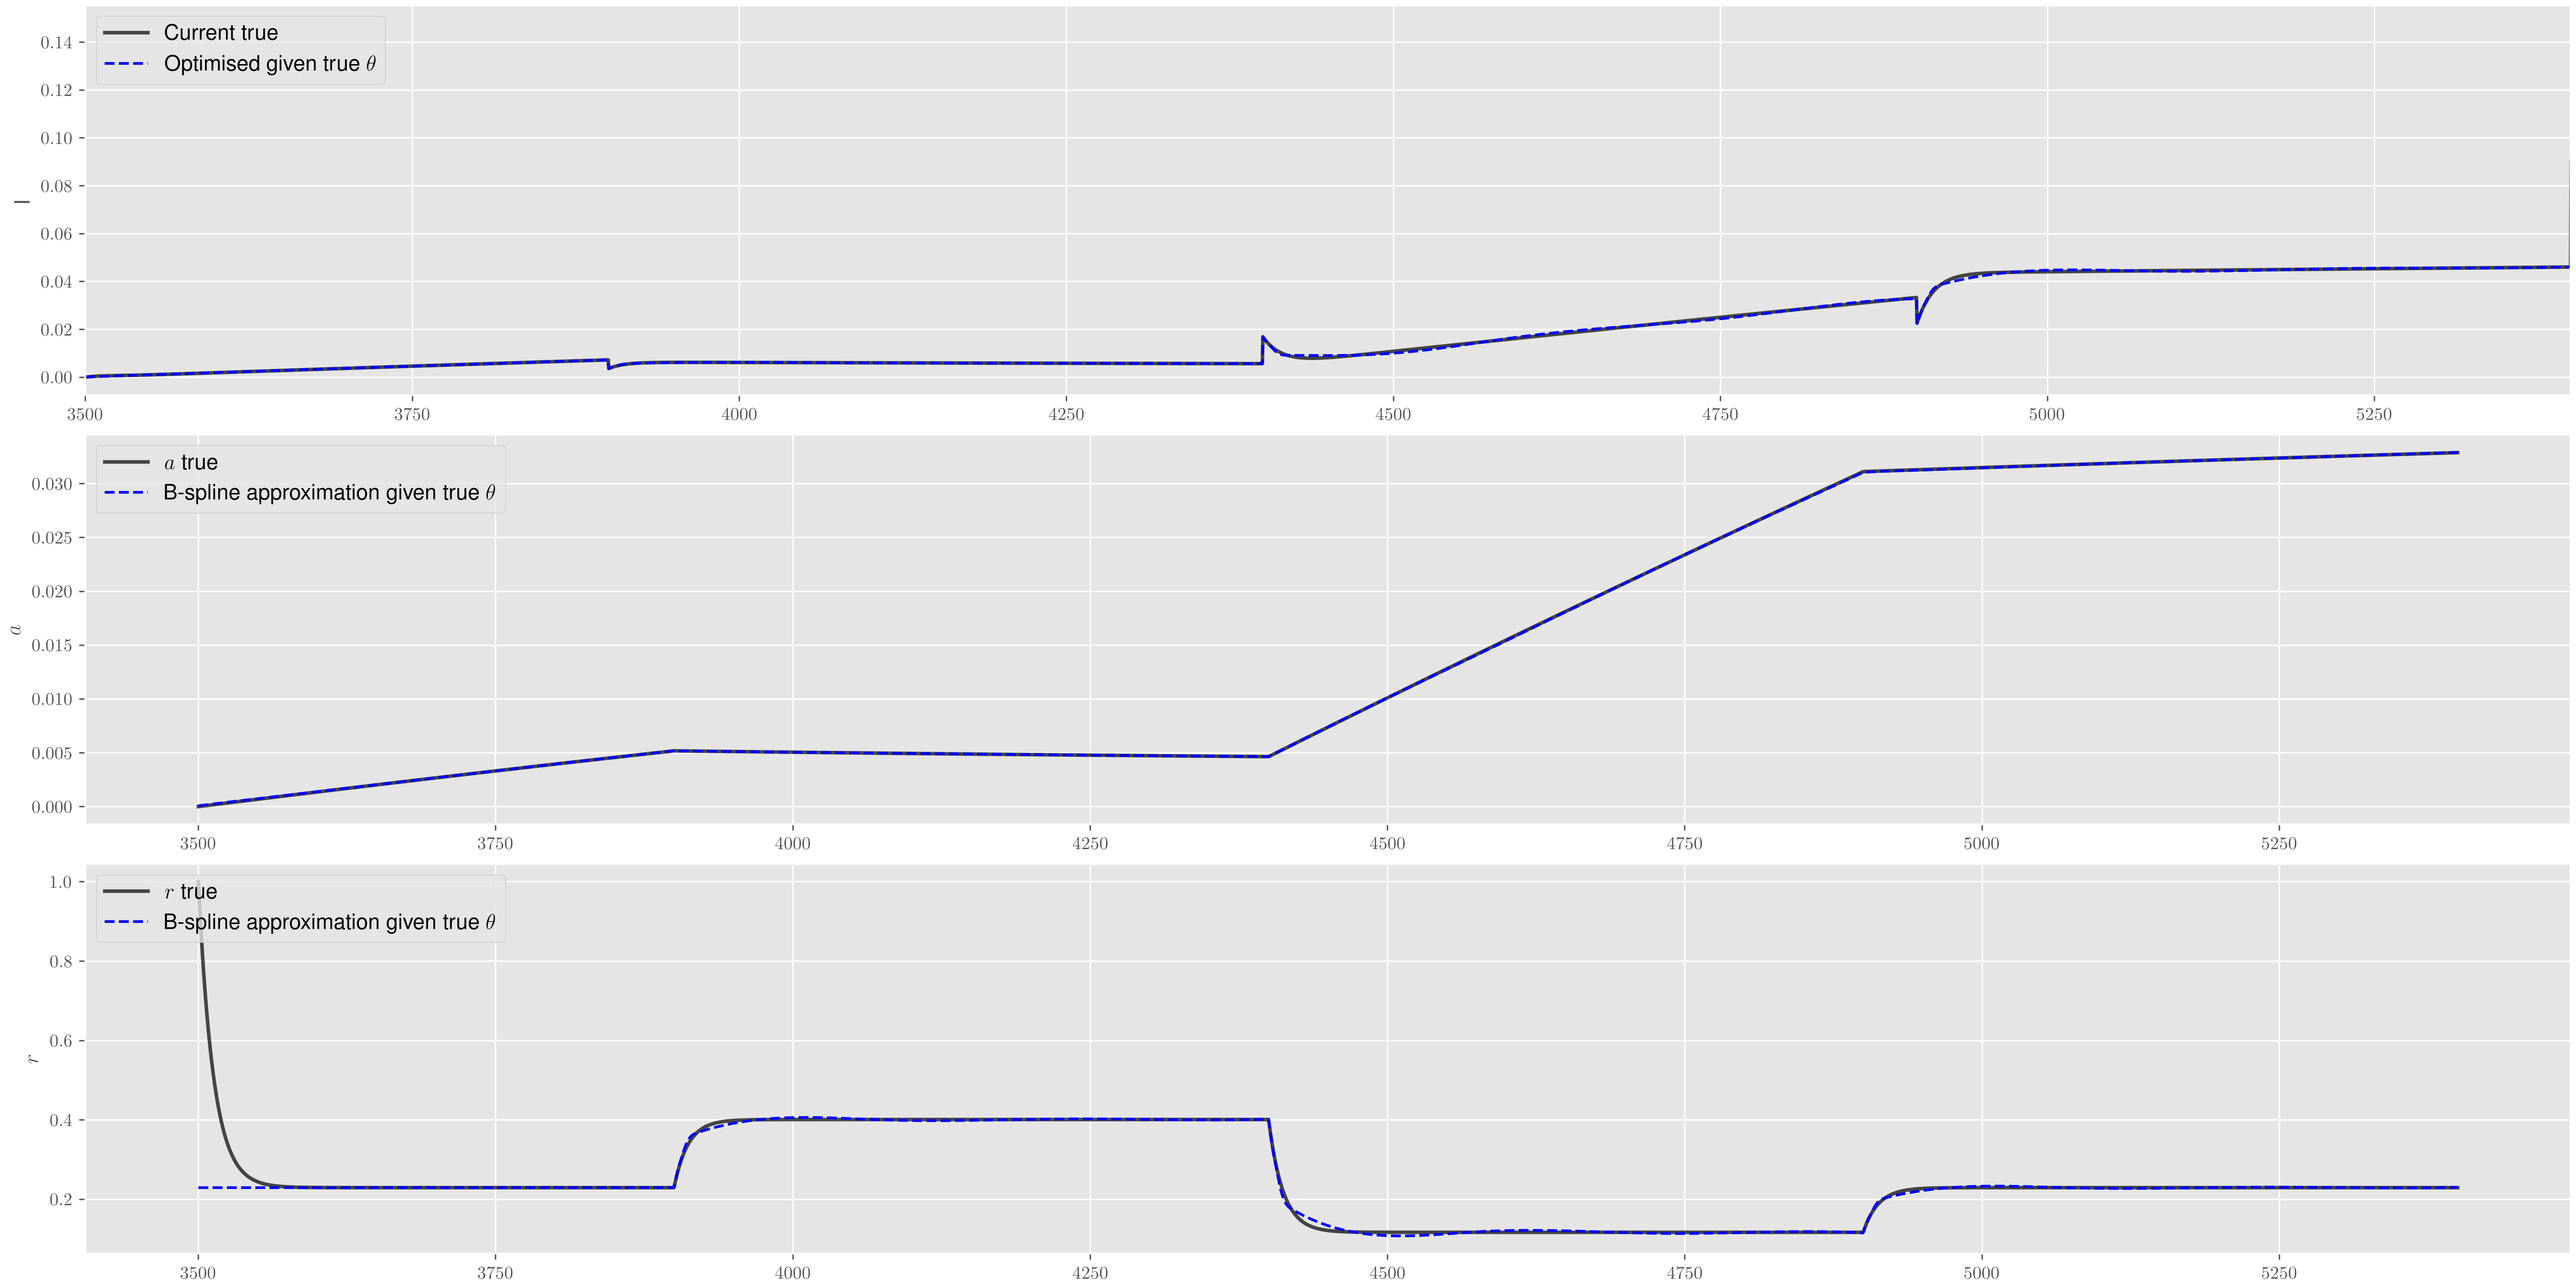 Current true
Optimised given true θ
0.14
0.12
0.10
0.08
0.06
0.04
0.02
0.00
I
3500 3750 4000 4250 4500 4750 5000 5250
a true
B-spline approximation given true θ
0.030
0.025
0.020
0.015
0.010
0.005
0.000
a
3500 3750 4000 4250 4500 4750 5000 5250
r true
B-spline approximation given true θ
1.0
0.8
0.6
0.4
0.2
r
3500 3750 4000 4250 4500 4750 5000 5250